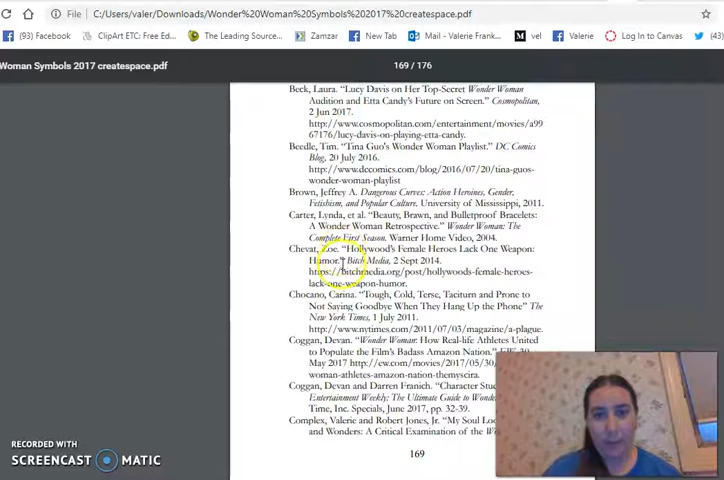 C:/Users/valer/Downloads/Wonder%20Woman%20Symbols%202017%20createspace.pdf
(93) Facebook ClipArt ETC: Free Ed... The Leading Source... Zamzar New Tab Mail - Valerie Frank... vel Valerie Log In to Canvas
Woman Symbols 2017 createspace.pdf
169 / 176
Beck, Laura. “Lucy Davis on Her Top-Secret Wonder Woman
Audition and Etta Candy’s Future on Screen.” Cosmopolitan,
2 Jun 2017.
http://www.cosmopolitan.com/entertainment/movies/a99
67176/lucy-davis-on-playing-etta-candy.
Beedle, Tim. “Tina Guo’s Wonder Woman Playlist.” DC Comics
Blog, 20 July 2016.
http://www.dccomics.com/blog/2016/07/20/tina-guos-
wonder-woman-playlist
Brown, Jeffrey A. Dangerous Curves: Action Heroines, Gender,
Fetishism, and Popular Culture. University of Mississippi, 2011.
Carter, Lynda, et al. “Beauty, Brawn, and Bulletproof Bracelets:
A Wonder Woman Retrospective.” Wonder Woman: The
Complete First Season. Warner Home Video, 2004.
Chevat, Zoe. “Hollywood’s Female Heroes Lack One Weapon:
Humor.” Bitch Media, 2 Sept 2014.
https://bitchmedia.org/post/hollywoods-female-heroes-
lack-one-weapon-humor.
Chocano, Carina. “Tough, Cold, Terse, Taciturn and Prone to
Not Saying Goodbye When They Hang Up the Phone” The
New York Times, 1 July 2011.
http://www.nytimes.com/2011/07/03/magazine/a-plague.
Coggan, Devan. “Wonder Woman: How Real-life Athletes United
to Populate the Film’s Badass Amazon Nation.” EW, 30
May 2017 http://ew.com/movies/2017/05/30/
woman-athletes-amazon-nation-themyscira.
Coggan, Devan and Darren Franich. “Character Stu
Entertainment Weekly: The Ultimate Guide to Wonde
Time, Inc. Specials, June 2017, pp. 32-39.
Complex, Valerie and Robert Jones, Jr. “My Soul Loo
and Wonders: A Critical Examination of the W
169
RECORDED WITH
SCREENCAST MATIC